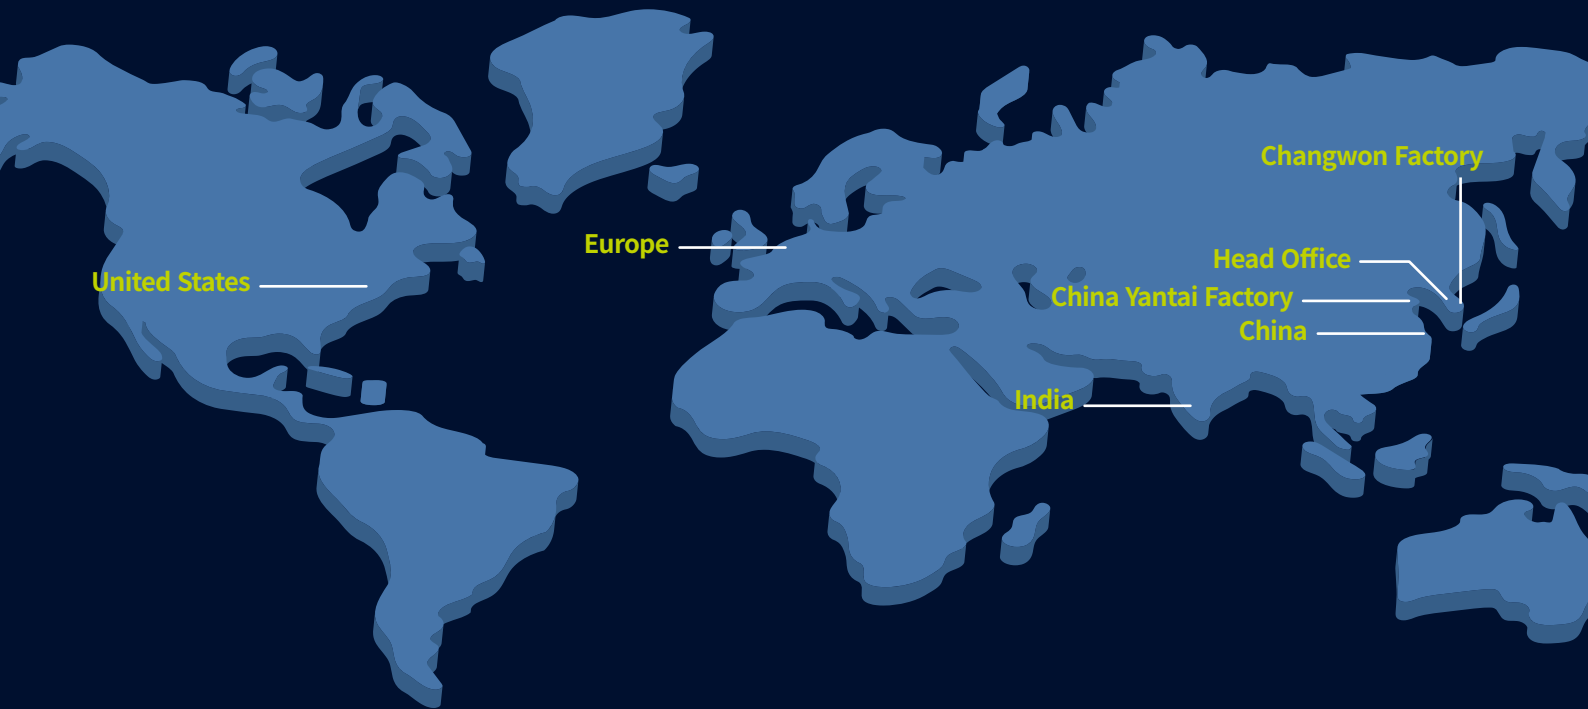 Changwon Factory
Europe
Head Office
United States
China Yantai Factory
China
India